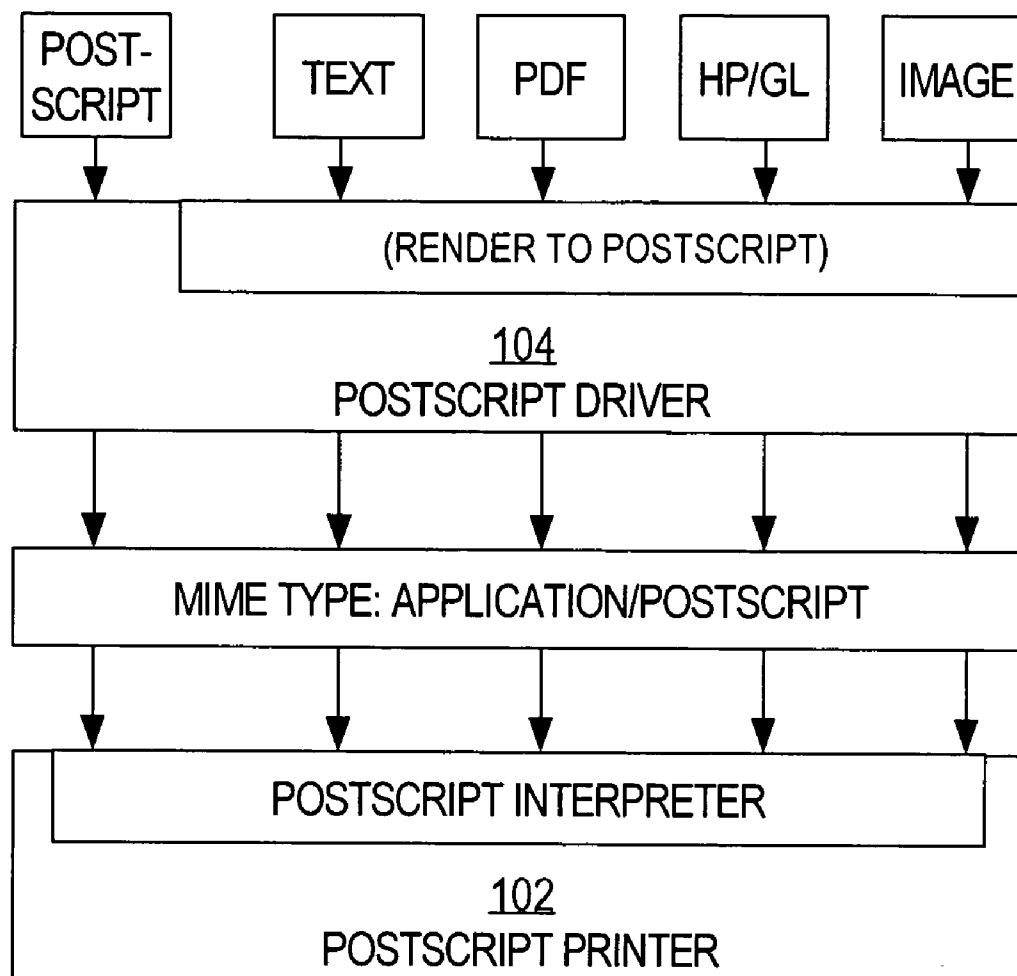 POST-
SCRIPT
TEXT
PDF
HP/GL
IMAGE
(RENDER TO POSTSCRIPT)
104
POSTSCRIPT DRIVER
MIME TYPE: APPLICATION/POSTSCRIPT
POSTSCRIPT INTERPRETER
102
POSTSCRIPT PRINTER